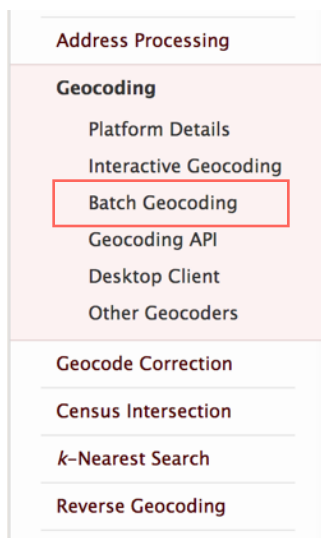 Address Processing
Geocoding
Platform Details
Interactive Geocoding
Batch Geocoding
Geocoding API
Desktop Client
Other Geocoders
Geocode Correction
Census Intersection
k-Nearest Search
Reverse Geocoding